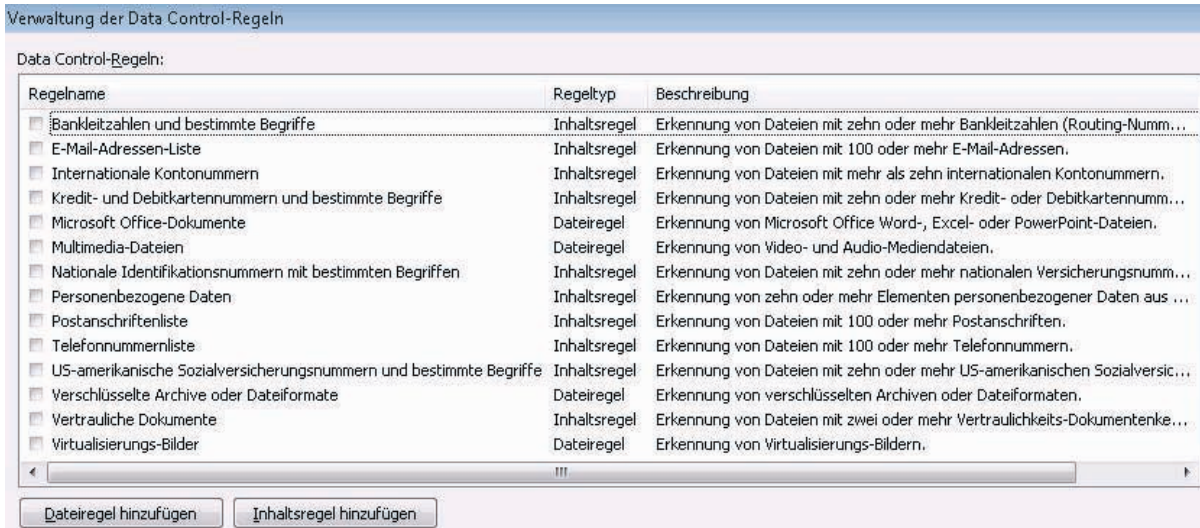 Verwaltung der Data Control-Regeln
Data Control-Regeln:
Regelname Regeltyp Beschreibung
Bankleitzahlen und bestimmte Begriffe Inhaltsregel Erkennung von Dateien mit zehn oder mehr Bankleitzahlen (Routing-Numm...
E-Mail-Adressen-Liste Inhaltsregel Erkennung von Dateien mit 100 oder mehr E-Mail-Adressen.
Internationale Kontonummern Inhaltsregel Erkennung von Dateien mit mehr als zehn internationalen Kontonummern.
Kredit- und Debitkartennummern und bestimmte Begriffe Inhaltsregel Erkennung von Dateien mit zehn oder mehr Kredit- oder Debitkartennumm...
Microsoft Office-Dokumente Dateiregel Erkennung von Microsoft Office Word-, Excel- oder PowerPoint-Dateien.
Multimedia-Dateien Dateiregel Erkennung von Video- und Audio-Mediendateien.
Nationale Identifikationsnummern mit bestimmten Begriffen Inhaltsregel Erkennung von Dateien mit zehn oder mehr nationalen Versicherungsnumm...
Personenbezogene Daten Inhaltsregel Erkennung von zehn oder mehr Elementen personenbezogener Daten aus ...
Postanschriftenliste Inhaltsregel Erkennung von Dateien mit 100 oder mehr Postanschriften.
Telefonnummernliste Inhaltsregel Erkennung von Dateien mit 100 oder mehr Telefonnummern.
US-amerikanische Sozialversicherungsnummern und bestimmte Begriffe Inhaltsregel Erkennung von Dateien mit zehn oder mehr US-amerikanischen Sozialversic...
Verschlüsselte Archive oder Dateiformate Dateiregel Erkennung von verschlüsselten Archiven oder Dateiformaten.
Vertrauliche Dokumente Inhaltsregel Erkennung von Dateien mit zwei oder mehr Vertraulichkeits-Dokumentenke...
Virtualisierungs-Bilder Dateiregel Erkennung von Virtualisierungs-Bildern.
Dateiregel hinzufügen Inhaltsregel hinzufügen